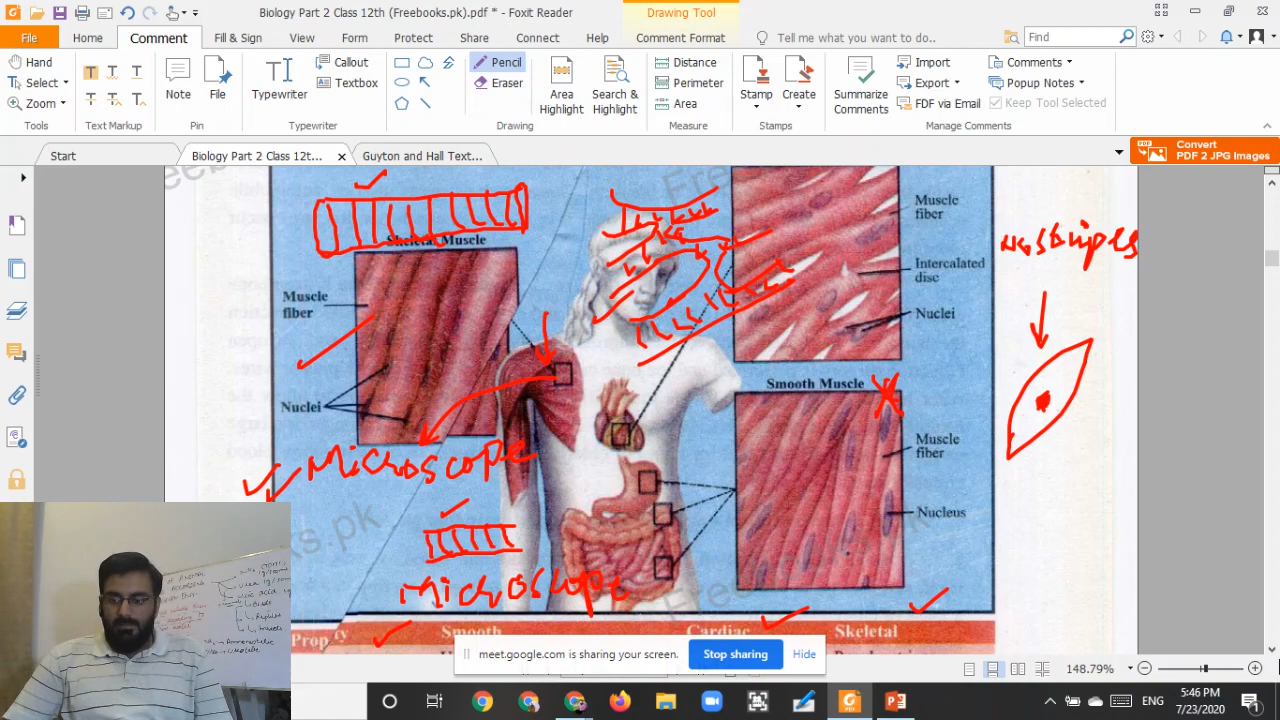 Biology Part 2 Class 12th (Freebooks.pk).pdf * - Foxit Reader
Drawing Tool
File Home Comment Fill & Sign View Form Protect Share Connect Help Comment Format Tell me what you want to do.. Find
Hand
Select
Zoom
Tools
Text Markup
Note
File
Pin
Typewriter
Callout
Textbox
Typewriter
Pencil
Eraser
Drawing
Area Highlight
Search & Highlight
Distance
Perimeter
Area
Measure
Stamp
Create
Stamps
Summarize Comments
Import
Export
FDF via Email
Comments
Popup Notes
Keep Tool Selected
Manage Comments
Start
Biology Part 2 Class 12th...
Guyton and Hall Text...
Convert
PDF 2 JPG Images
Skeletal Muscle
Muscle fiber
Nuclei
Muscle fiber
Intercalated disc
Nuclei
No stripes
Smooth Muscle
Muscle fiber
Nucleus
Microscope
Microscope
Smooth Cardiac Skeletal
meet.google.com is sharing your screen. Stop sharing Hide
148.79%
ENG
5:46 PM
7/23/2020